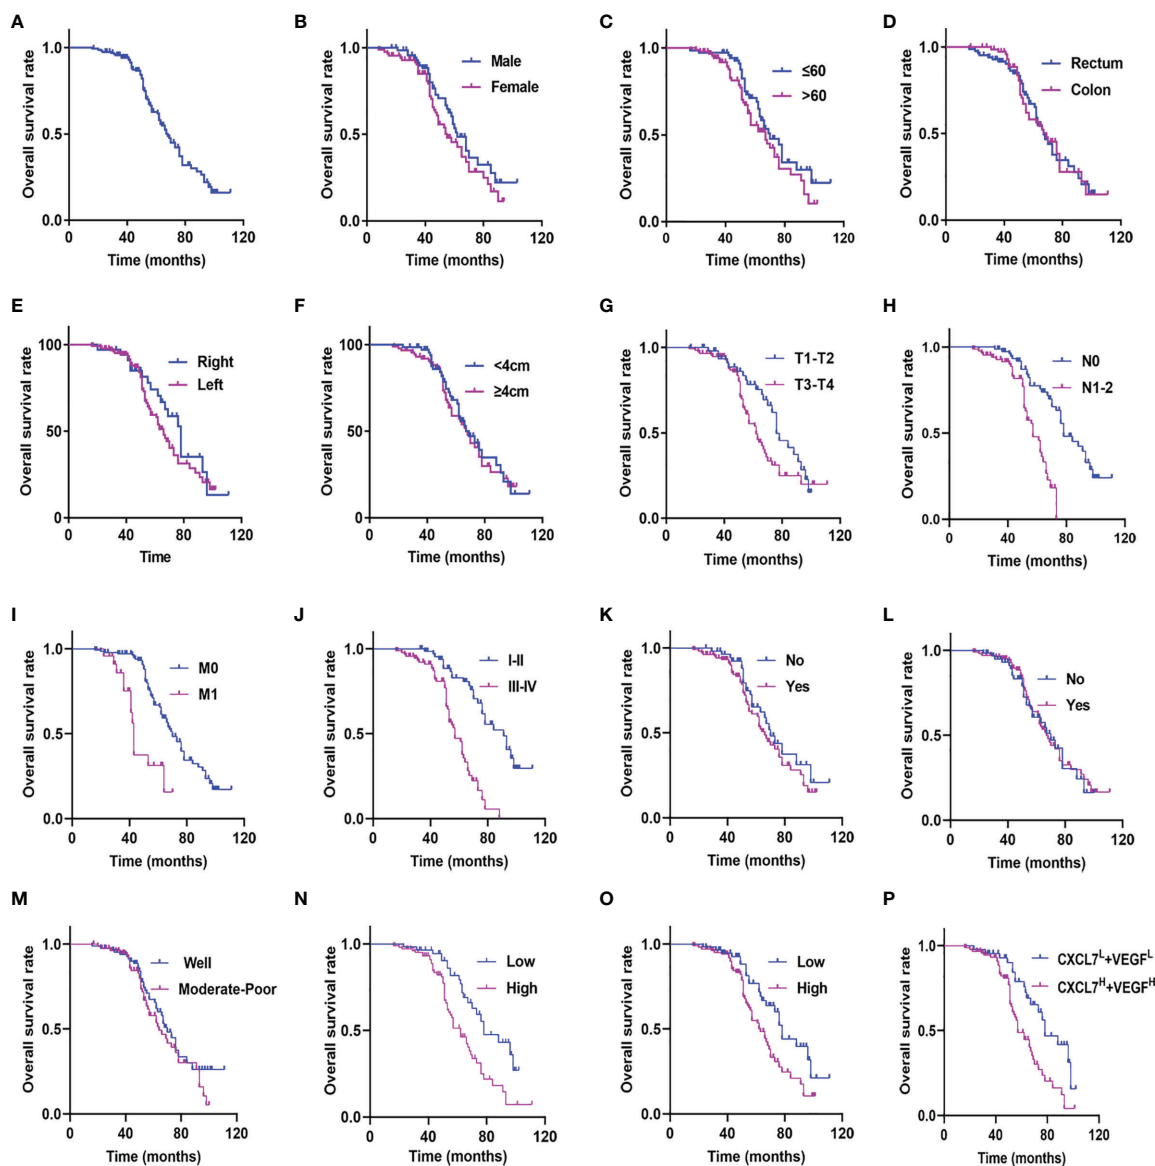 A
Overall survival rate
1.0
0.5
0.0
0 40 80 120
Time (months)
B
Overall survival rate
1.0
0.5
0.0
Male
Female
0 40 80 120
Time (months)
C
Overall survival rate
1.0
0.5
0.0
≤60
>60
0 40 80 120
Time (months)
D
Overall survival rate
1.0
0.5
0.0
Rectum
Colon
0 40 80 120
Time (months)
E
Overall survival rate
100
50
0
Right
Left
0 40 80 120
Time
F
Overall survival rate
100
50
0
<4cm
≥4cm
0 40 80 120
Time (months)
G
Overall survival rate
1.0
0.5
0.0
T1-T2
T3-T4
0 40 80 120
Time (months)
H
Overall survival rate
1.0
0.5
0.0
N0
N1-2
0 40 80 120
Time (months)
I
Overall survival rate
1.0
0.5
0.0
M0
M1
0 40 80 120
Time (months)
J
Overall survival rate
1.0
0.5
0.0
I-II
III-IV
0 40 80 120
Time (months)
K
Overall survival rate
1.0
0.5
0.0
No
Yes
0 40 80 120
Time (months)
L
Overall survival rate
1.0
0.5
0.0
No
Yes
0 40 80 120
Time (months)
M
Overall survival rate
1.0
0.5
0.0
Well
Moderate-Poor
0 40 80 120
Time (months)
N
Overall survival rate
1.0
0.5
0.0
Low
High
0 40 80 120
Time (months)
O
Overall survival rate
1.0
0.5
0.0
Low
High
0 40 80 120
Time (months)
P
Overall survival rate
1.0
0.5
0.0
CXCL7ᴸ+VEGFᴸ
CXCL7ᴴ+VEGFᴴ
0 40 80 120
Time (months)